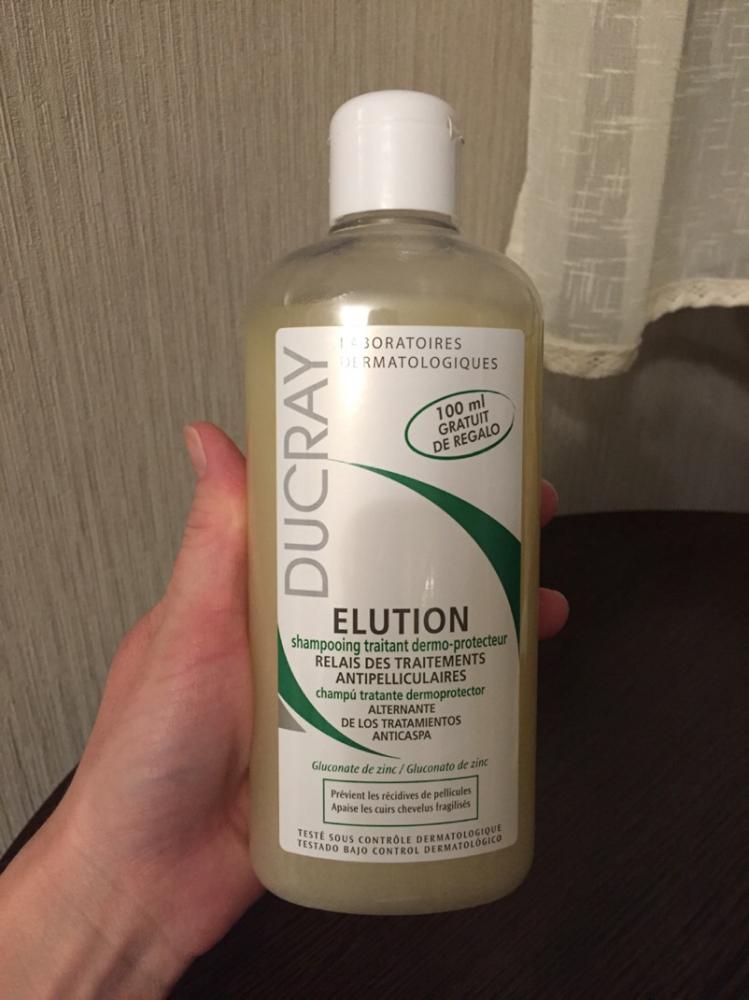 LABORATOIRES
DERMATOLOGIQUES
DUCRAY
100 ml
GRATUIT
DE REGALO
ELUTION
shampooing traitant dermo-protecteur
RELAIS DES TRAITEMENTS
ANTIPELLICULAIRES
champú tratante dermoprotector
ALTERNANTE
DE LOS TRATAMIENTOS
ANTICASPA
Gluconate de zinc / Gluconato de zinc
Prévient les récidives de pellicules
Apaise les cuirs chevelus fragilisés
TESTÉ SOUS CONTRÔLE DERMATOLOGIQUE
TESTADO BAJO CONTROL DERMATOLÓGICO